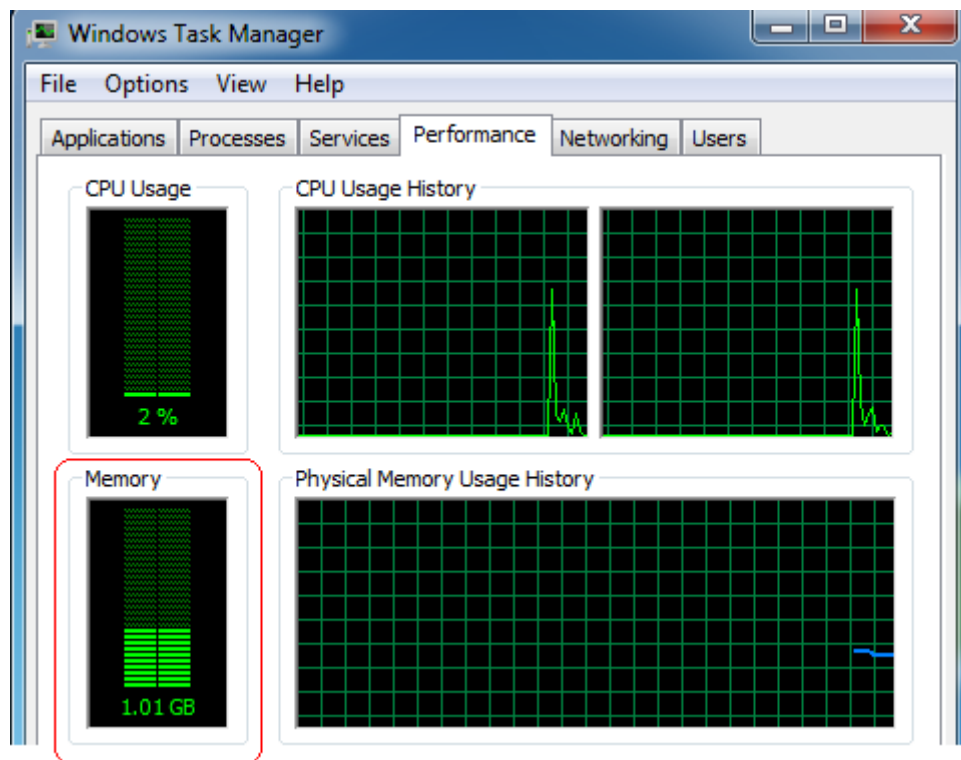 Windows Task Manager
File Options View Help
Applications Processes Services Performance Networking Users
CPU Usage CPU Usage History
2 %
Memory Physical Memory Usage History
1.01 GB